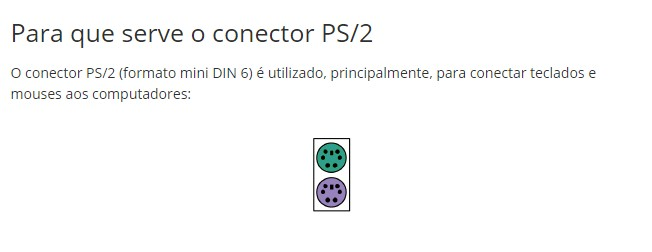 Para que serve o conector PS/2
O conector PS/2 (formato mini DIN 6) é utilizado, principalmente, para conectar teclados e
mouses aos computadores: